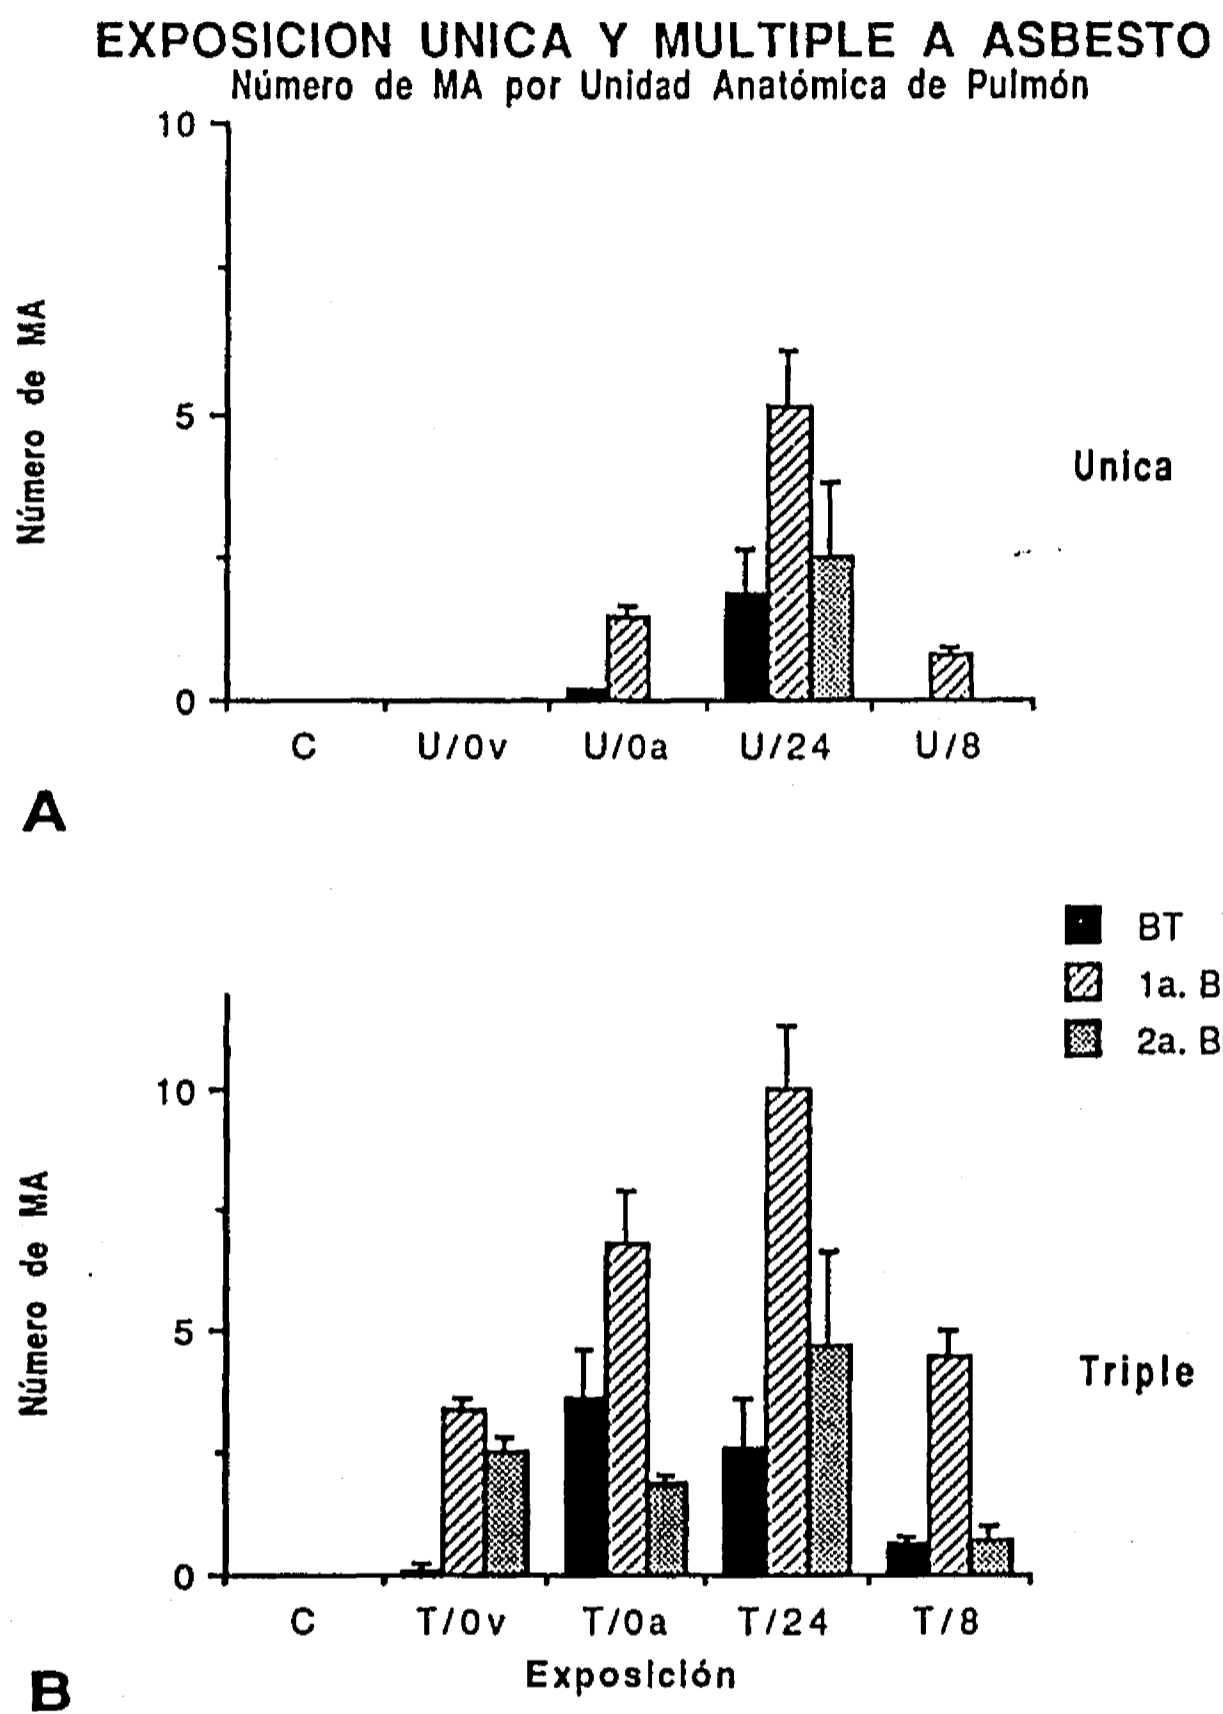 EXPOSICION UNICA Y MULTIPLE A ASBESTO
Número de MA por Unidad Anatómica de Pulmón
10
5
0
Número de MA
Unica
C U/0v U/0a U/24 U/8
A
BT
1a. B
2a. B
10
5
0
Número de MA
Triple
C T/0v T/0a T/24 T/8
Exposición
B